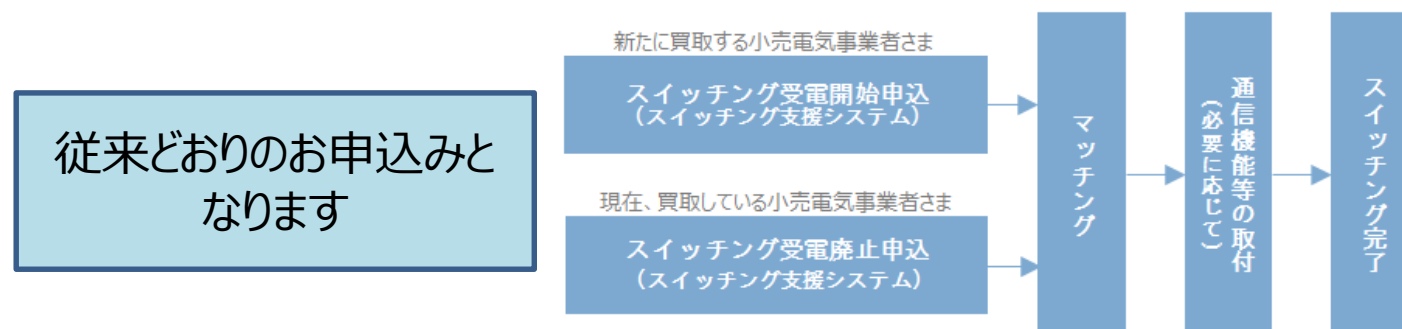 従来どおりのお申込みと
なります
新たに買取する小売電気事業者さま
スイッチング受電開始申込
（スイッチング支援システム）
現在、買取している小売電気事業者さま
スイッチング受電廃止申込
（スイッチング支援システム）
マッチング
通信機能等の取付
（必要に応じて）
スイッチング完了